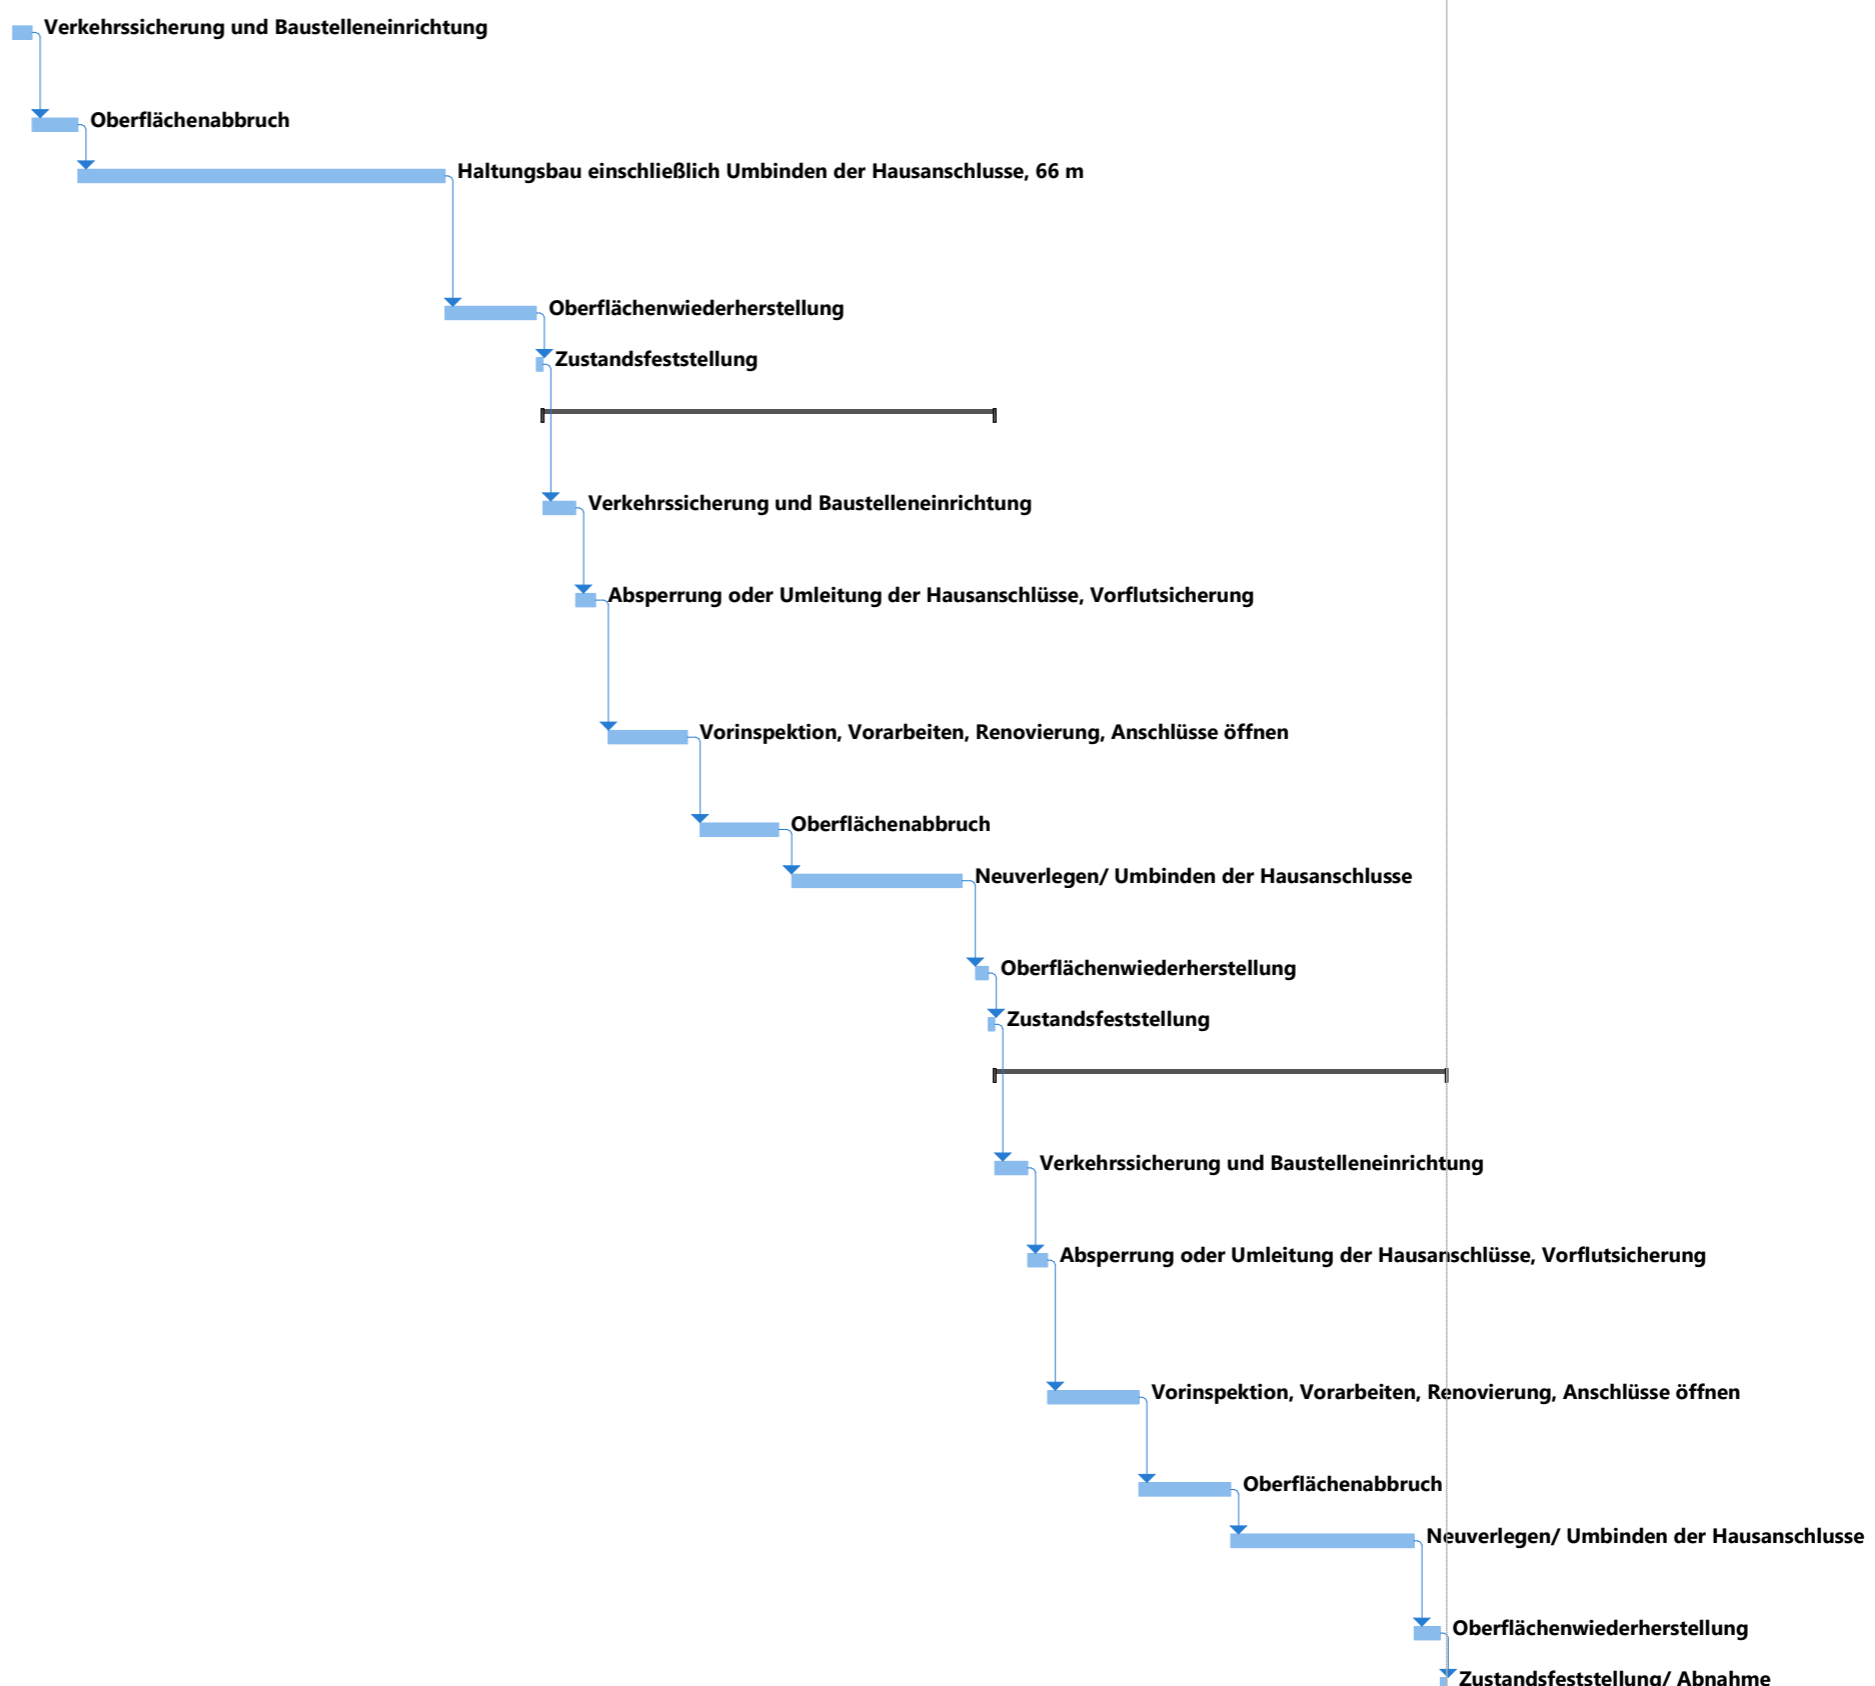 Verkehrssicherung und Baustelleneinrichtung
Oberflächenabbruch
Haltungsbau einschließlich Umbinden der Hausanschlusse, 66 m
Oberflächenwiederherstellung
Zustandsfeststellung
Verkehrssicherung und Baustelleneinrichtung
Absperrung oder Umleitung der Hausanschlüsse, Vorflutsicherung
Vorinspektion, Vorarbeiten, Renovierung, Anschlüsse öffnen
Oberflächenabbruch
Neuverlegen/ Umbinden der Hausanschlusse
Oberflächenwiederherstellung
Zustandsfeststellung
Verkehrssicherung und Baustelleneinrichtung
Absperrung oder Umleitung der Hausanschlüsse, Vorflutsicherung
Vorinspektion, Vorarbeiten, Renovierung, Anschlüsse öffnen
Oberflächenabbruch
Neuverlegen/ Umbinden der Hausanschlusse
Oberflächenwiederherstellung
Zustandsfeststellung/ Abnahme